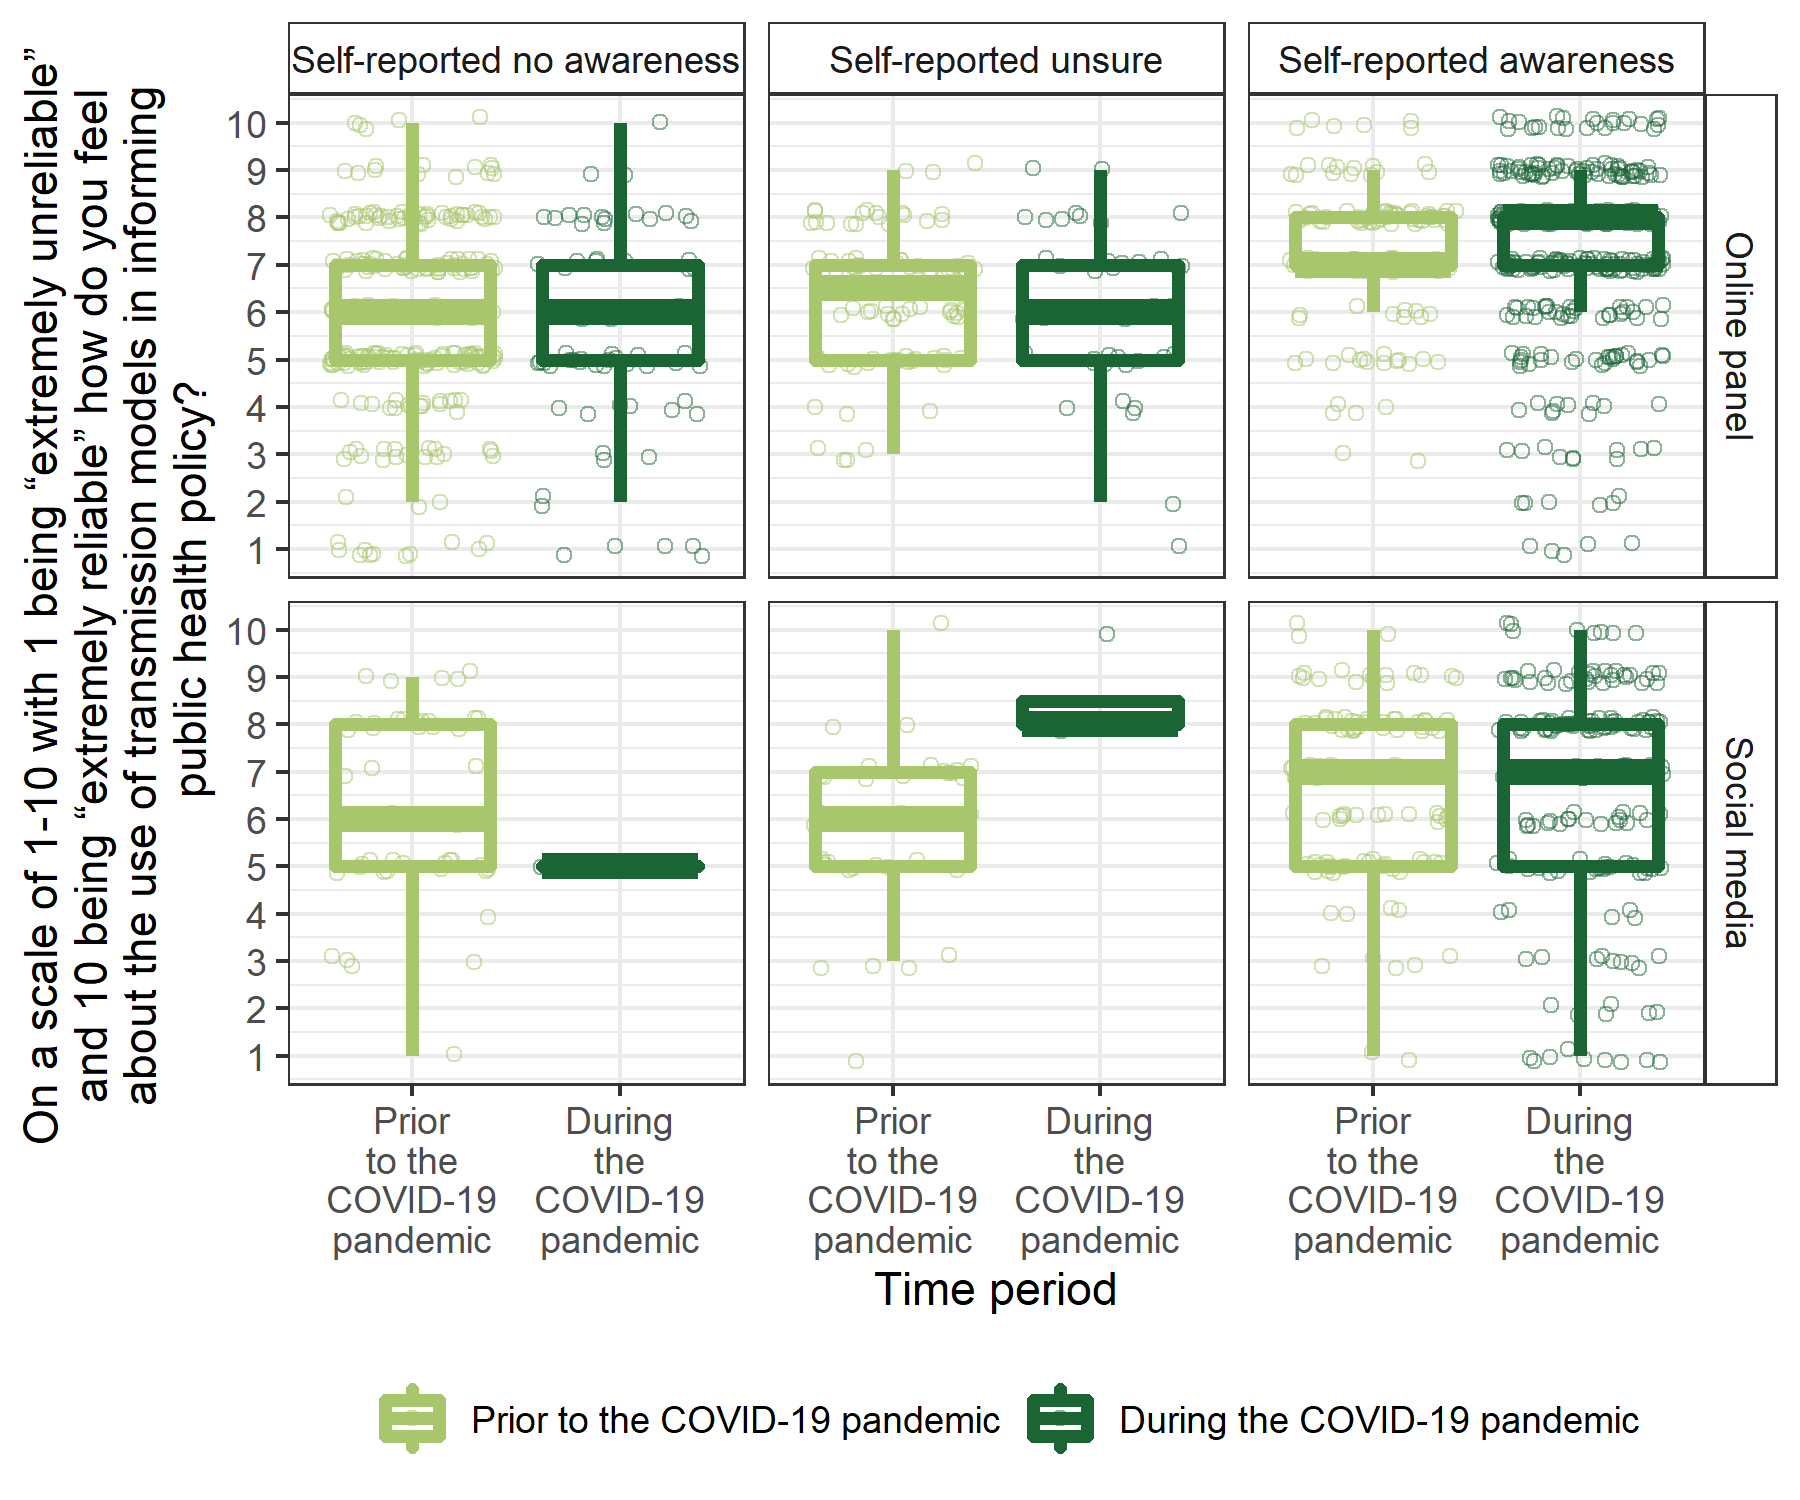 On a scale of 1-10 with 1 being “extremely unreliable”
and 10 being “extremely reliable” how do you feel
about the use of transmission models in informing
public health policy?
Self-reported no awareness
Self-reported unsure
Self-reported awareness
10
9
8
7
6
5
4
3
2
1
Online panel
10
9
8
7
6
5
4
3
2
1
Social media
Prior
to the
COVID-19
pandemic
During
the
COVID-19
pandemic
Prior
to the
COVID-19
pandemic
During
the
COVID-19
pandemic
Prior
to the
COVID-19
pandemic
During
the
COVID-19
pandemic
Time period
Prior to the COVID-19 pandemic
During the COVID-19 pandemic